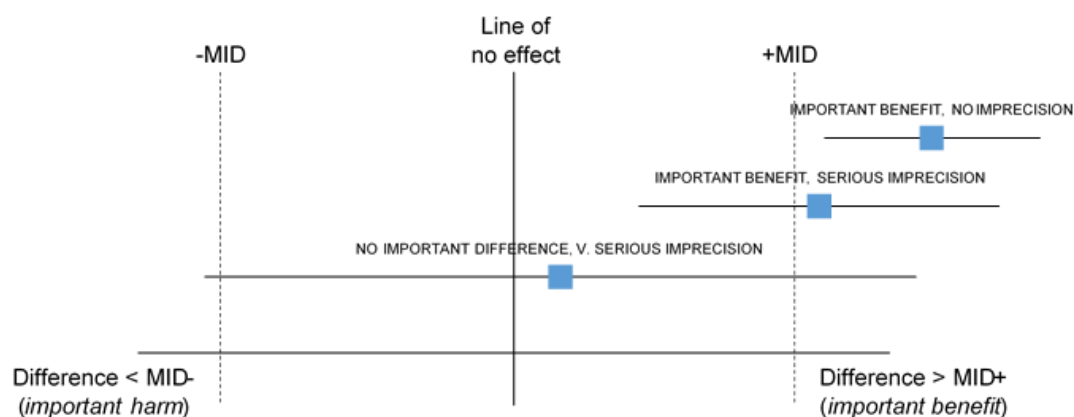 Line of
no effect
-MID
+MID
IMPORTANT BENEFIT, NO IMPRECISION
IMPORTANT BENEFIT, SERIOUS IMPRECISION
NO IMPORTANT DIFFERENCE, V. SERIOUS IMPRECISION
Difference < MID-
(important harm)
Difference > MID+
(important benefit)